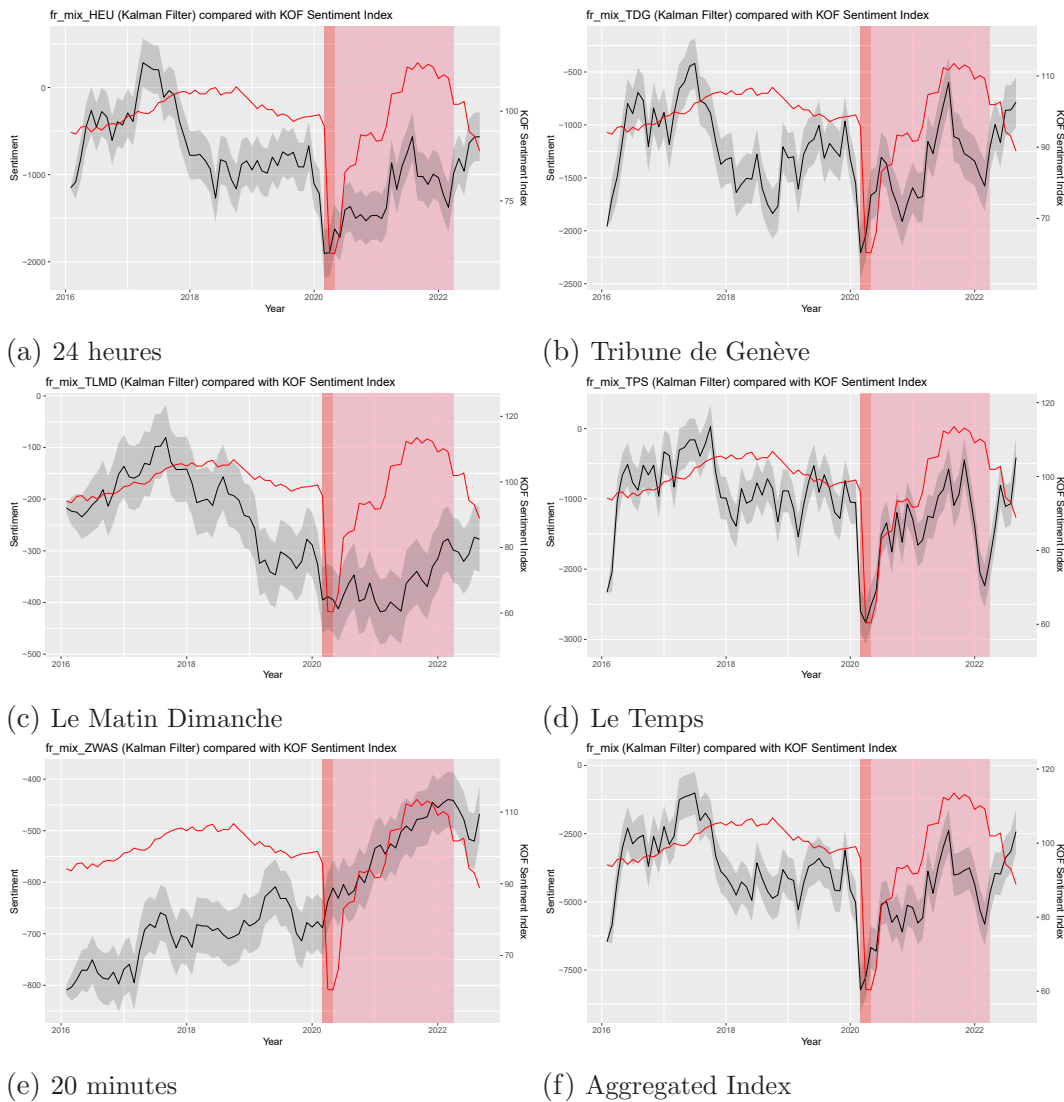 fr_mix_HEU (Kalman Filter) compared with KOF Sentiment Index
0
−1000
−2000
Sentiment
100
75
KOF Sentiment Index
2016 2018 2020 2022
Year
(a) 24 heures
fr_mix_TDG (Kalman Filter) compared with KOF Sentiment Index
−500
−1000
−1500
−2000
−2500
Sentiment
110
90
70
KOF Sentiment Index
2016 2018 2020 2022
Year
(b) Tribune de Genève
fr_mix_TLMD (Kalman Filter) compared with KOF Sentiment Index
0
−100
−200
−300
−400
−500
Sentiment
120
100
80
60
KOF Sentiment Index
2016 2018 2020 2022
Year
(c) Le Matin Dimanche
fr_mix_TPS (Kalman Filter) compared with KOF Sentiment Index
0
−1000
−2000
−3000
Sentiment
120
100
80
60
KOF Sentiment Index
2016 2018 2020 2022
Year
(d) Le Temps
fr_mix_ZWAS (Kalman Filter) compared with KOF Sentiment Index
−400
−500
−600
−700
−800
Sentiment
110
90
70
KOF Sentiment Index
2016 2018 2020 2022
Year
(e) 20 minutes
fr_mix (Kalman Filter) compared with KOF Sentiment Index
0
−2500
−5000
−7500
Sentiment
120
100
80
60
KOF Sentiment Index
2016 2018 2020 2022
Year
(f) Aggregated Index